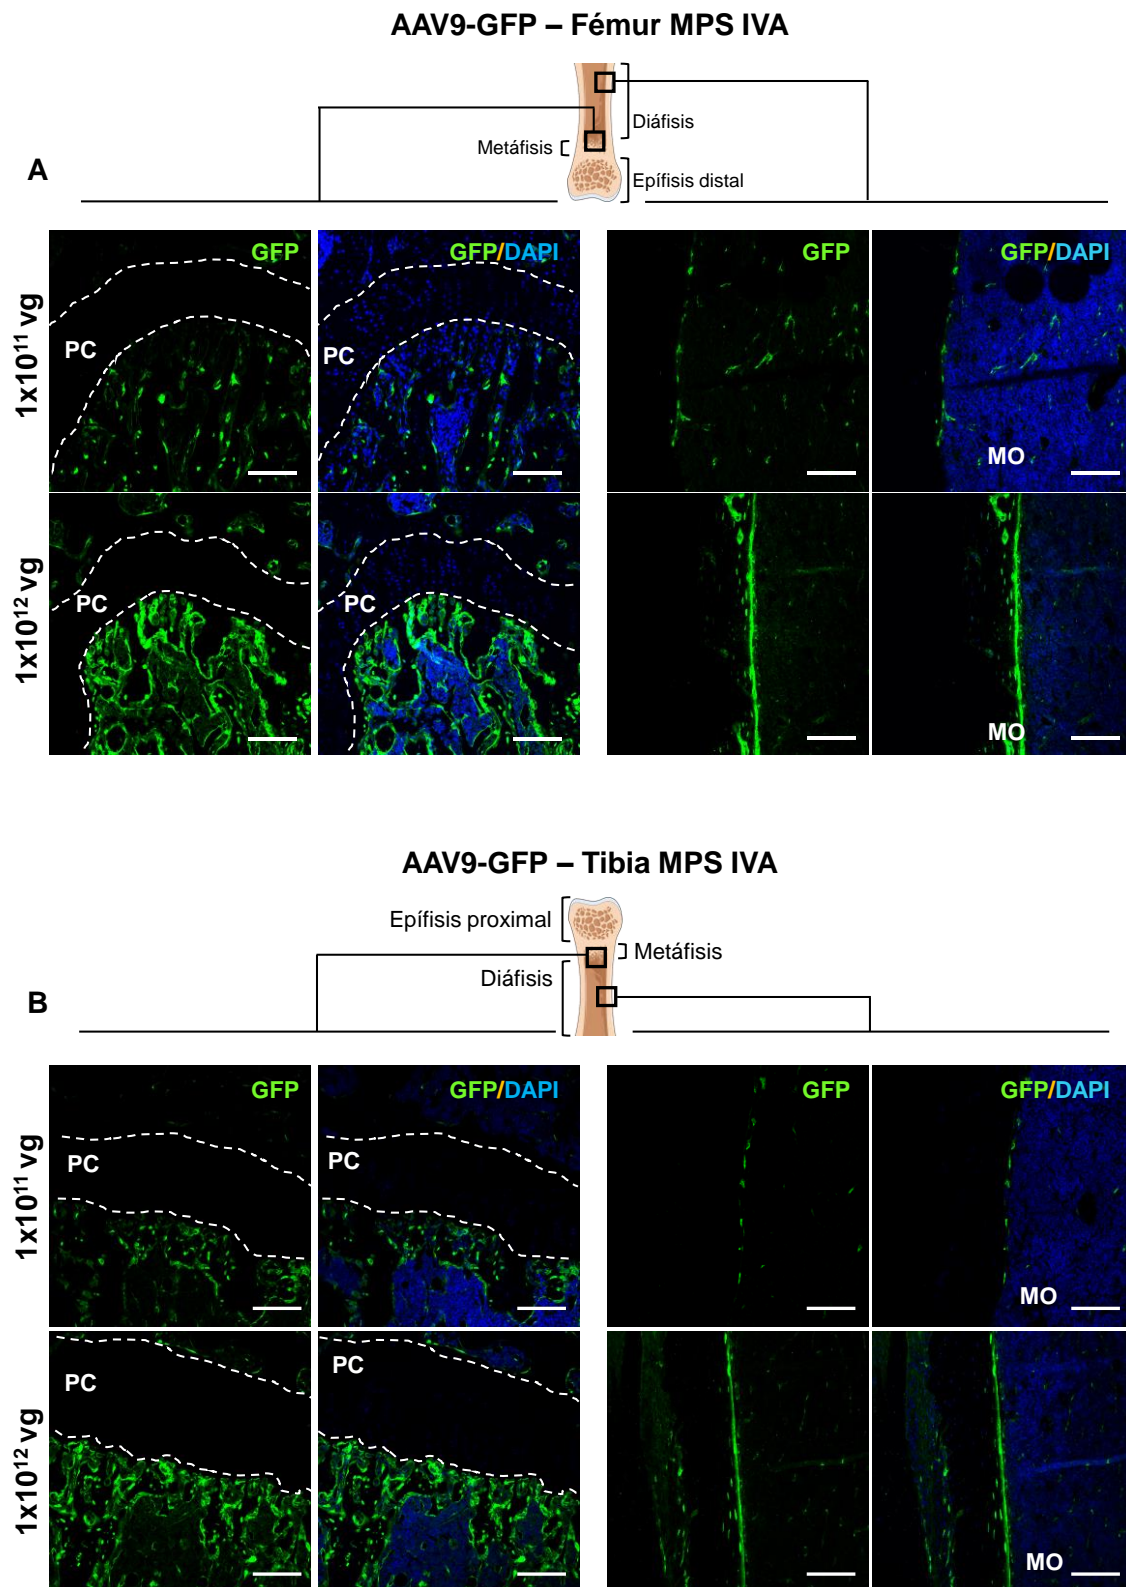 AAV9-GFP – Fémur MPS IVA
Diáfisis
Metáfisis
A
Epífisis distal
GFP
GFP/DAPI
GFP
GFP/DAPI
1x10¹¹ vg
PC
PC
MO
1x10¹² vg
PC
PC
MO
AAV9-GFP – Tibia MPS IVA
Epífisis proximal
Metáfisis
Diáfisis
B
GFP
GFP/DAPI
GFP
GFP/DAPI
1x10¹¹ vg
PC
PC
MO
1x10¹² vg
PC
PC
MO